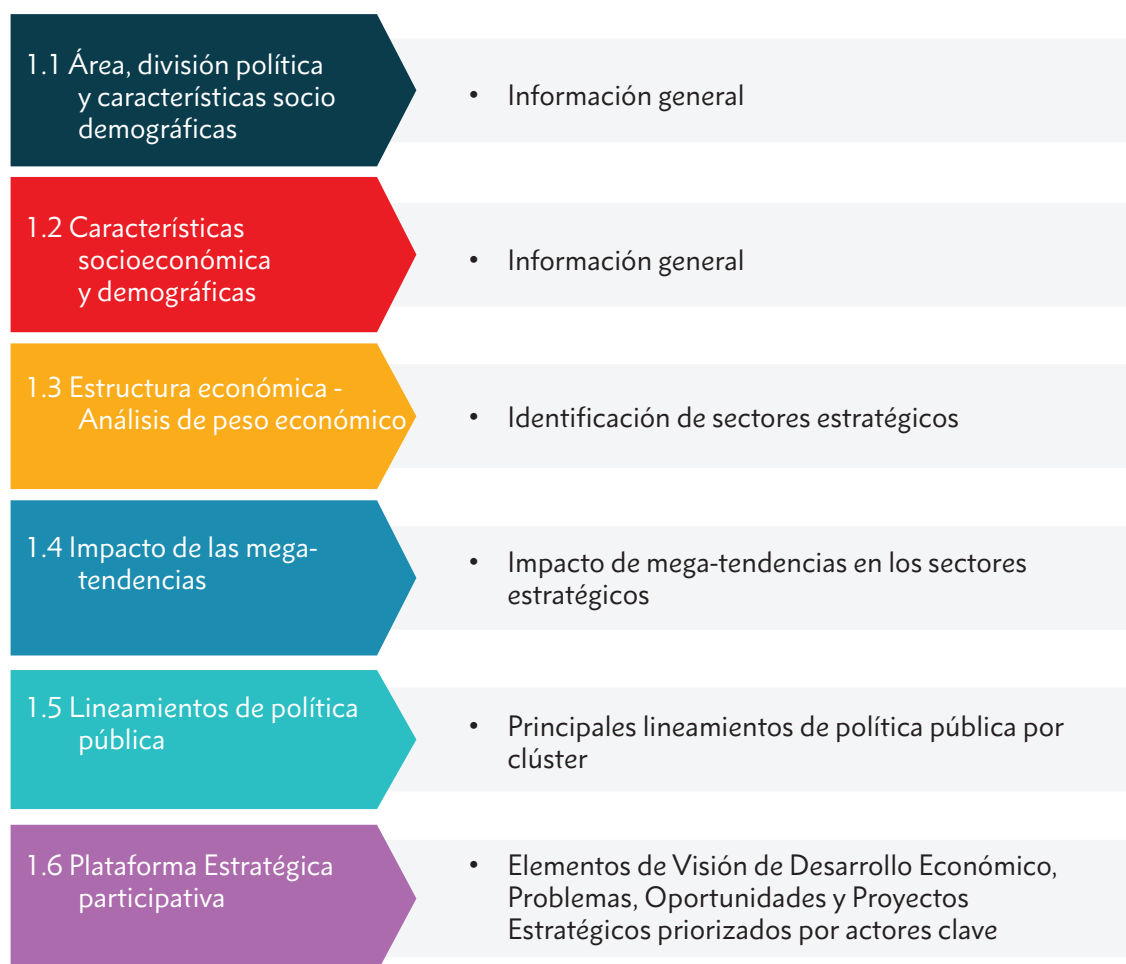 1.1 Área, división política
y características socio
demográficas
• Información general
1.2 Características
socioeconómica
y demográficas
• Información general
1.3 Estructura económica -
Análisis de peso económico
• Identificación de sectores estratégicos
1.4 Impacto de las mega-
tendencias
• Impacto de mega-tendencias en los sectores
estratégicos
1.5 Lineamientos de política
pública
• Principales lineamientos de política pública por
clúster
1.6 Plataforma Estratégica
participativa
• Elementos de Visión de Desarrollo Económico,
Problemas, Oportunidades y Proyectos
Estratégicos priorizados por actores clave